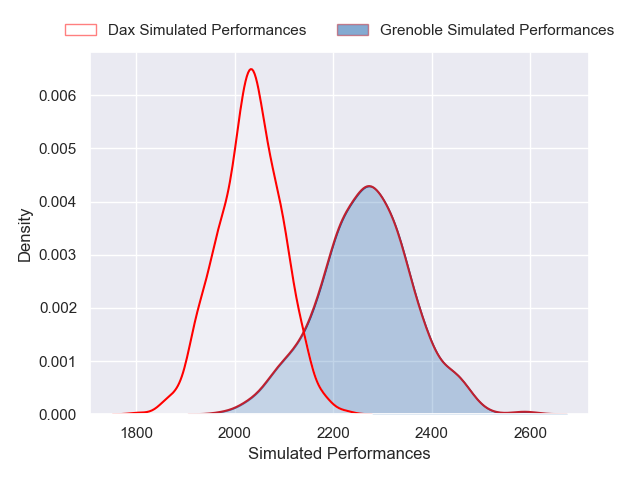 Dax Simulated Performances
Grenoble Simulated Performances
0.006
0.005
0.004
0.003
0.002
0.001
0.000
Density
1800 2000 2200 2400 2600
Simulated Performances